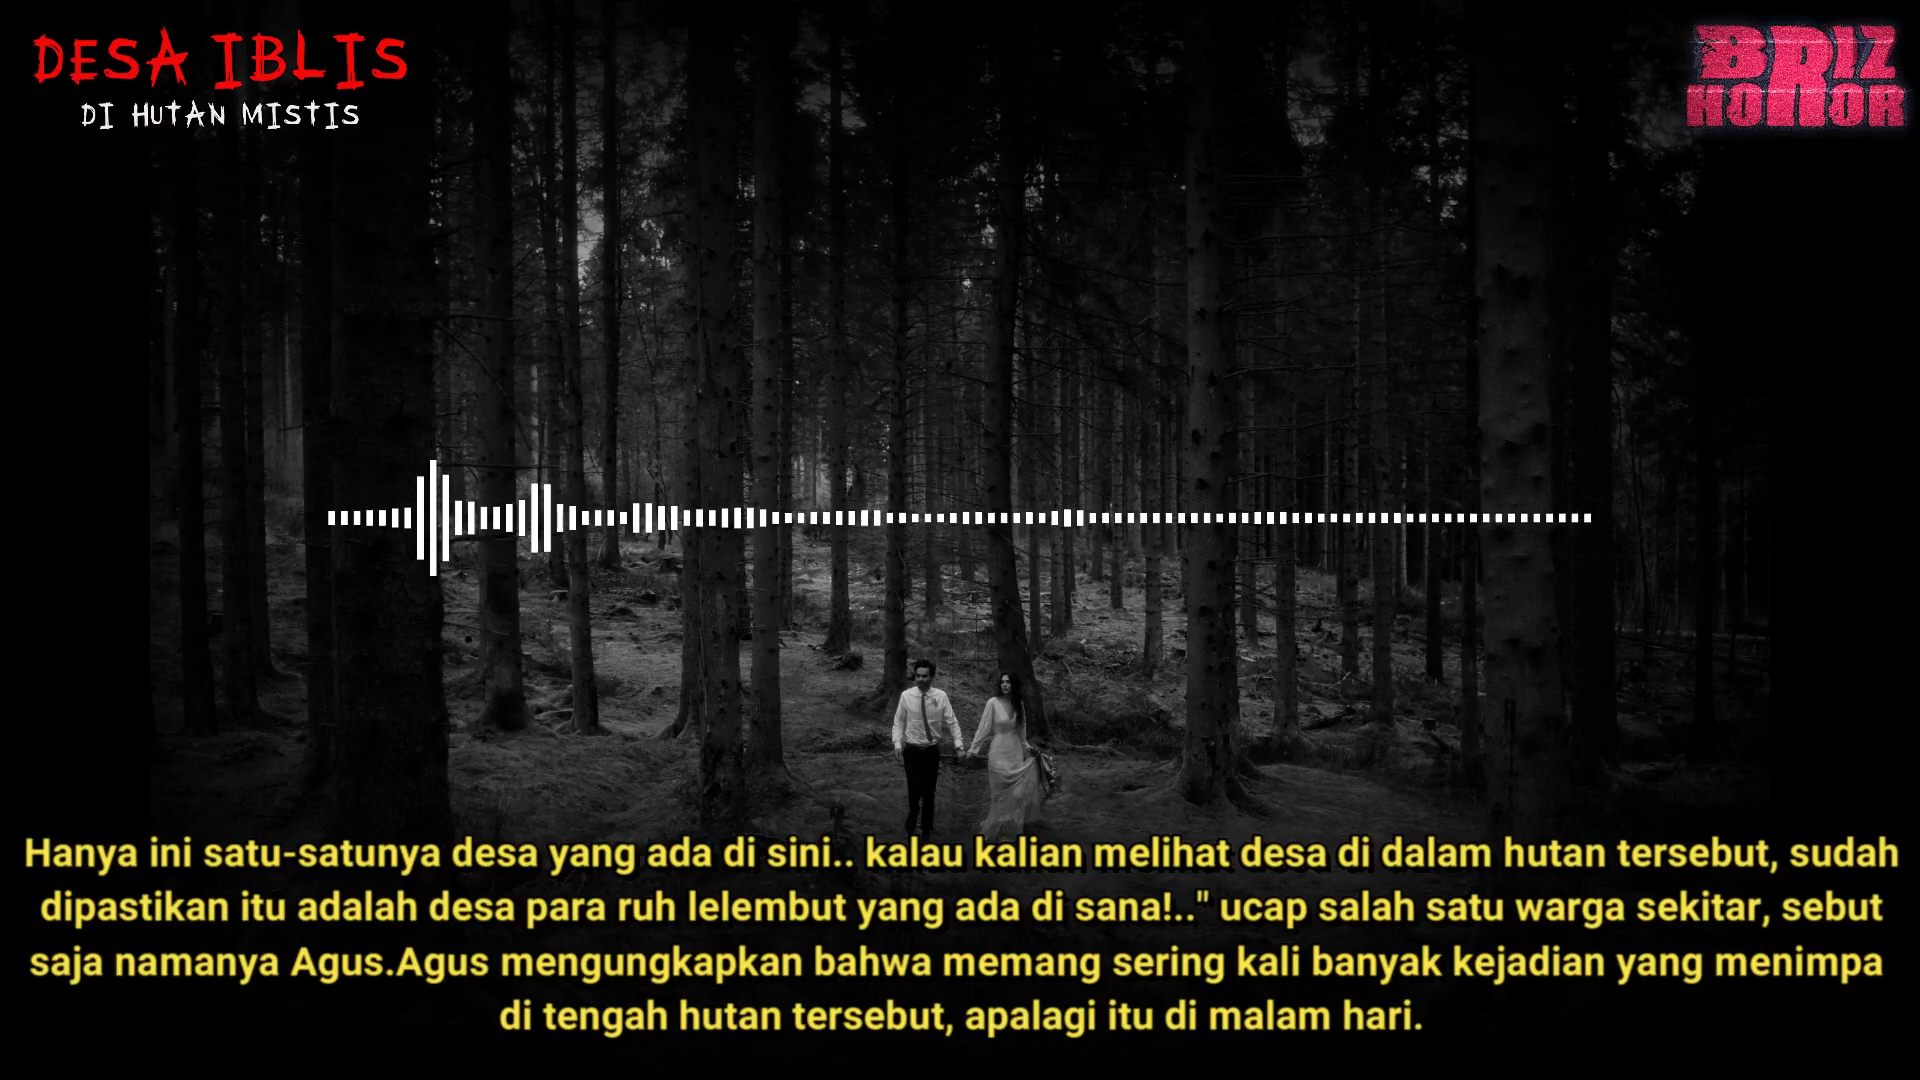 DESA IBLIS
DI HUTAN MISTIS
BRIZ
HORROR
Hanya ini satu-satunya desa yang ada di sini.. kalau kalian melihat desa di dalam hutan tersebut, sudah
dipastikan itu adalah desa para ruh lelembut yang ada di sana!.." ucap salah satu warga sekitar, sebut
saja namanya Agus.Agus mengungkapkan bahwa memang sering kali banyak kejadian yang menimpa
di tengah hutan tersebut, apalagi itu di malam hari.